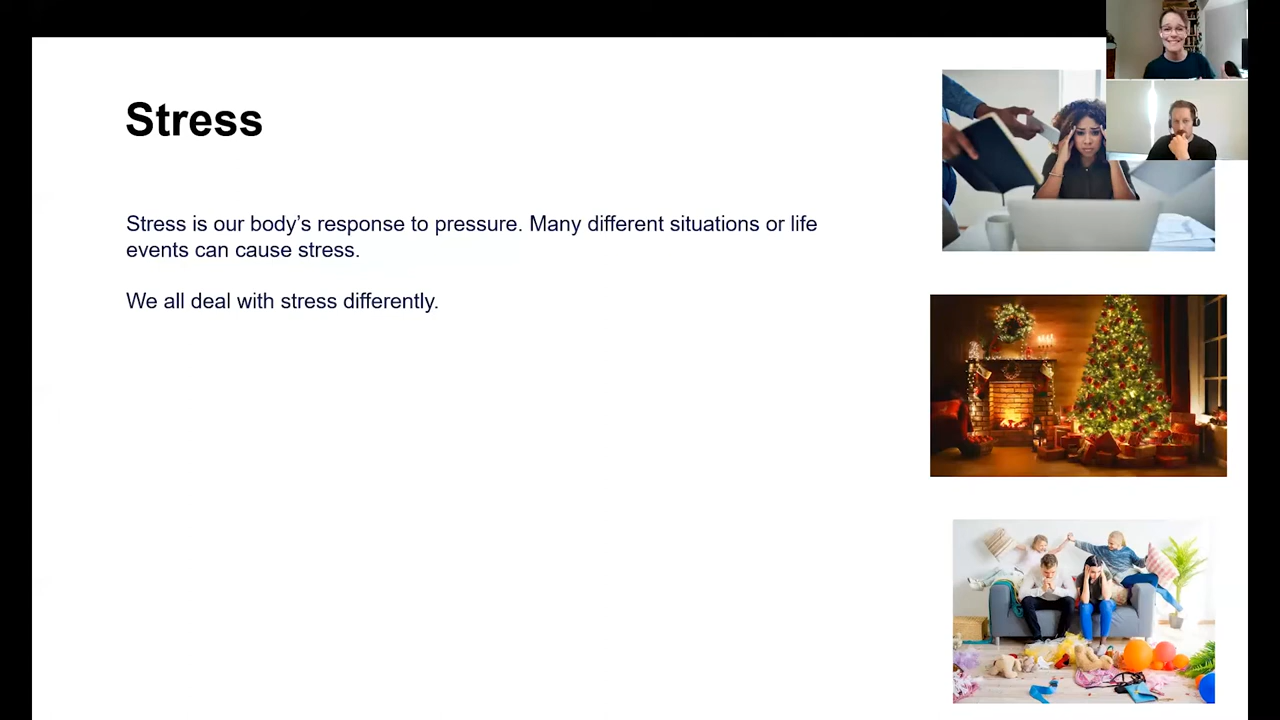 Stress
Stress is our body’s response to pressure. Many different situations or life
events can cause stress.
We all deal with stress differently.